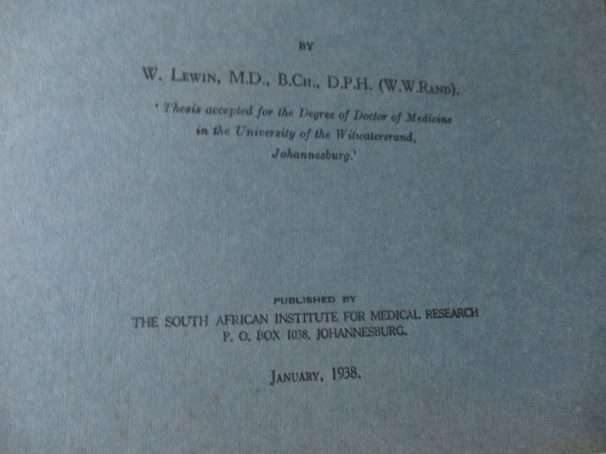 BY
W. LEWIN, M.D., B.CH., D.P.H. (W.W.RAND).
' Thesis accepted for the Degree of Doctor of Medicine
in the University of the Witwatersrand,
Johannesburg.'
PUBLISHED BY
THE SOUTH AFRICAN INSTITUTE FOR MEDICAL RESEARCH
P. O. BOX 1038, JOHANNESBURG.
JANUARY, 1938.